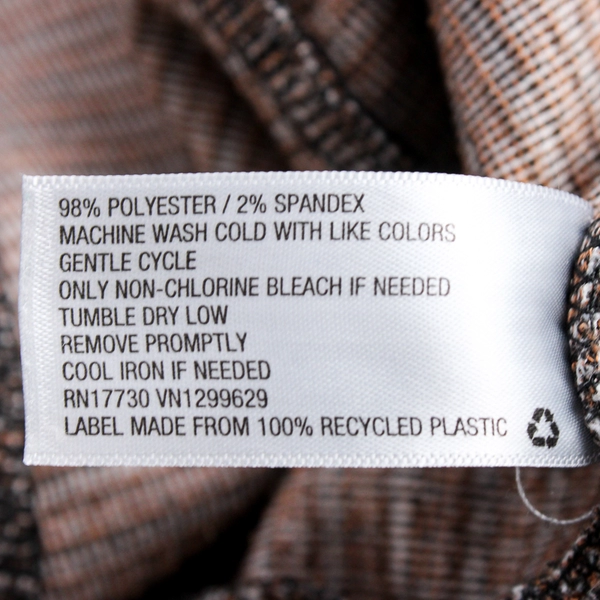 98% POLYESTER / 2% SPANDEX
MACHINE WASH COLD WITH LIKE COLORS
GENTLE CYCLE
ONLY NON-CHLORINE BLEACH IF NEEDED
TUMBLE DRY LOW
REMOVE PROMPTLY
COOL IRON IF NEEDED
RN17730 VN1299629
LABEL MADE FROM 100% RECYCLED PLASTIC